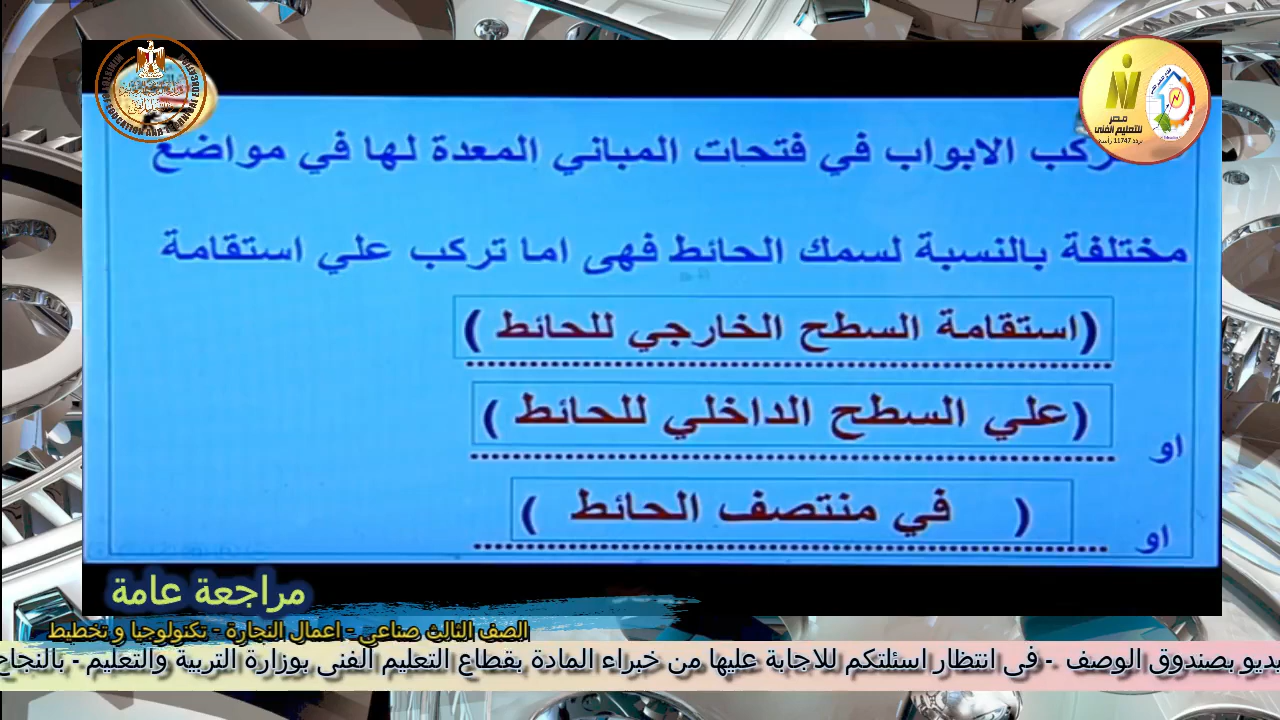 تركب الابواب في فتحات المباني المعدة لها في مواضع
مختلفة بالنسبة لسمك الحائط فهى اما تركب علي استقامة
(استقامة السطح الخارجي للحائط )
او (علي السطح الداخلي للحائط )
او ( في منتصف الحائط )
مصر
للتعليم الفنى
مراجعة عامة
الصف الثالث صناعي - اعمال النجارة - تكنولوجيا و تخطيط
بصندوق الوصف - فى انتظار اسئلتكم للاجابة عليها من خبراء المادة بقطاع التعليم الفنى بوزارة التربية والتعليم - بالنجاح